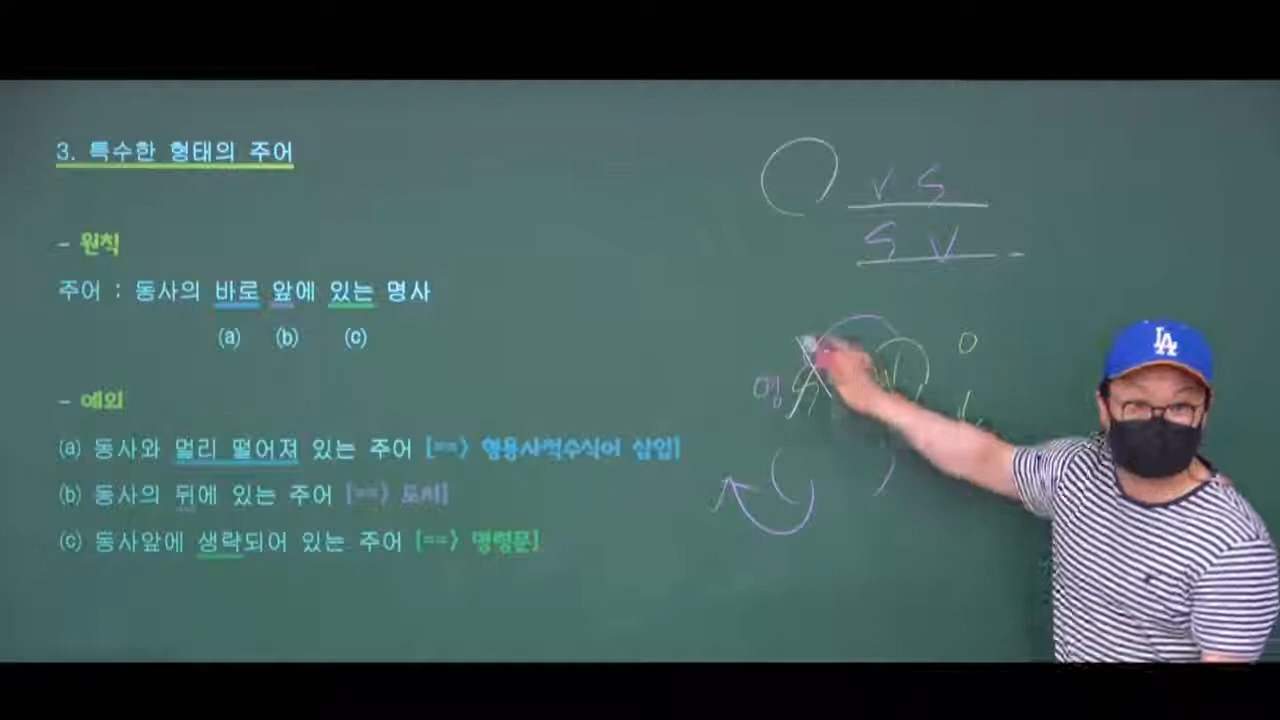 3. 특수한 형태의 주어
- 원칙
주어 : 동사의 바로 앞에 있는 명사
(a) (b) (c)
- 예외
(a) 동사와 멀리 떨어져 있는 주어 [==> 형용사적수식어 삽입]
(b) 동사의 뒤에 있는 주어 [==> 도치]
(c) 동사앞에 생략되어 있는 주어 [==> 명령문]
V S
S V
명
LA